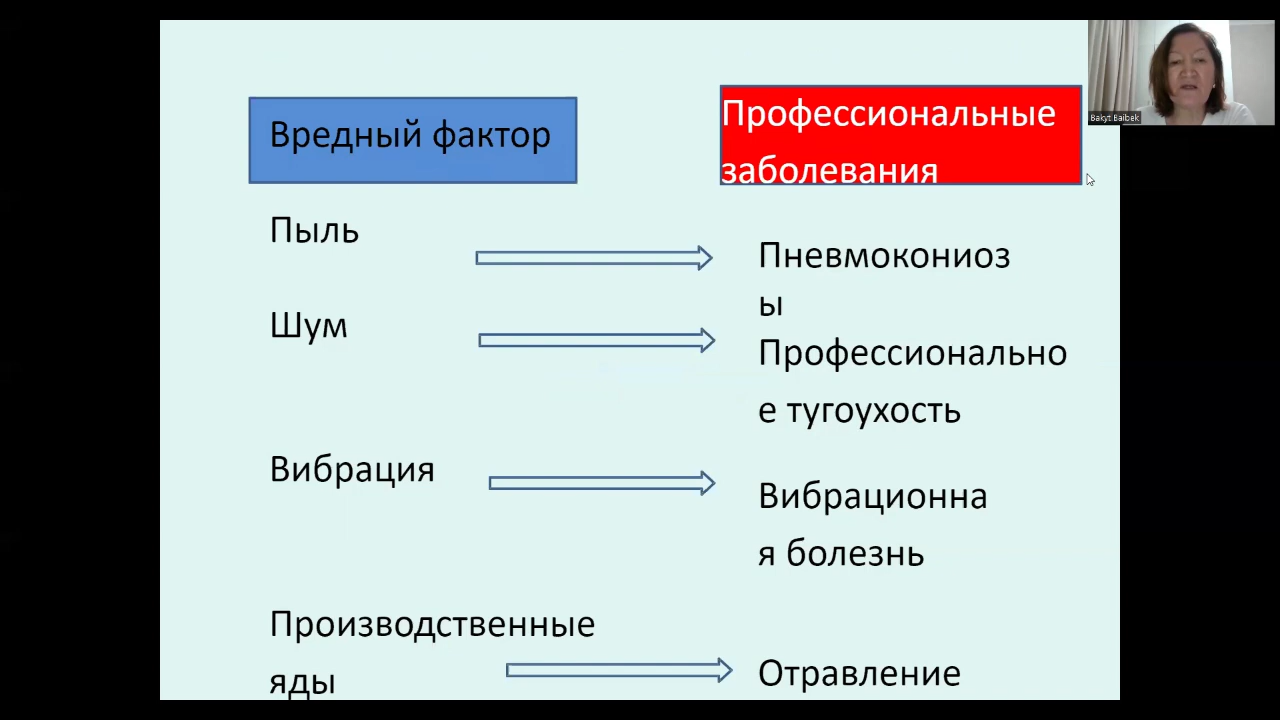 Вредный фактор
Профессиональные
заболевания
Bakyt Baibek
Пыль
Пневмокониоз
ы
Шум
Профессионально
е тугоухость
Вибрация
Вибрационна
я болезнь
Производственные
яды
Отравление